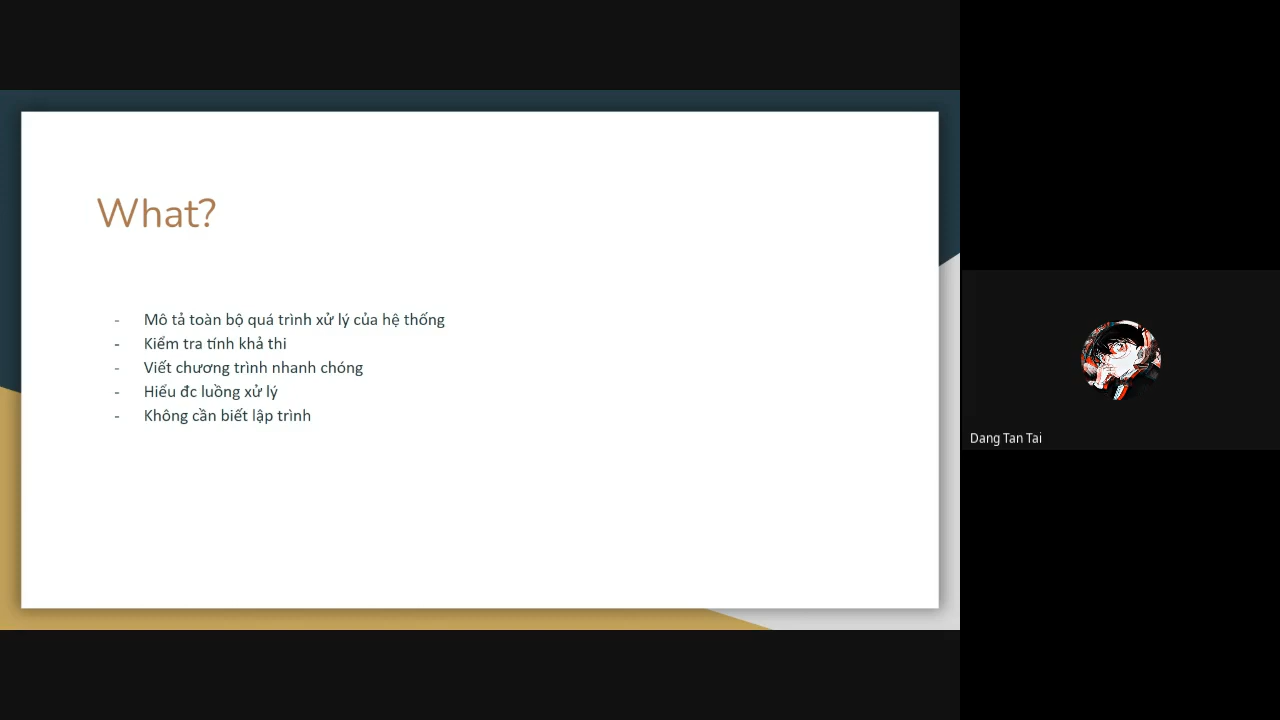 What?
- Mô tả toàn bộ quá trình xử lý của hệ thống
- Kiểm tra tính khả thi
- Viết chương trình nhanh chóng
- Hiểu đc luồng xử lý
- Không cần biết lập trình
Dang Tan Tai